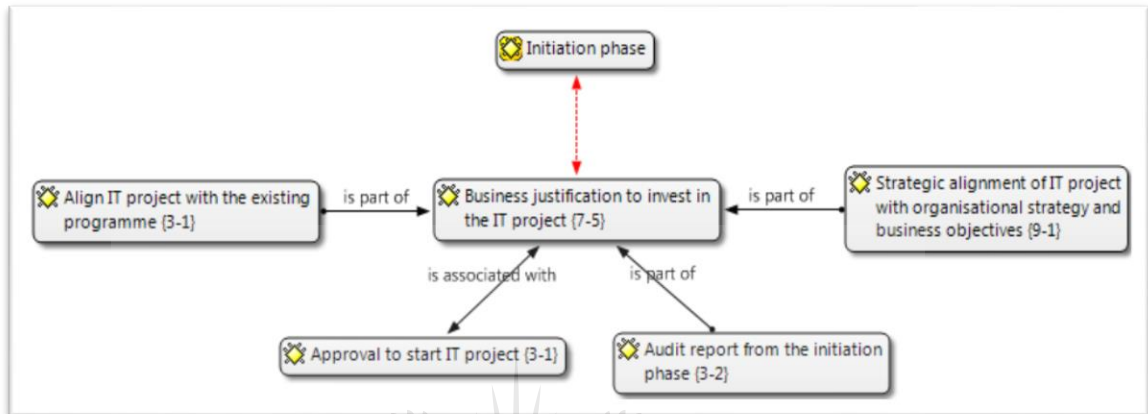 Initiation phase
Align IT project with the existing
programme {3-1}
is part of
Business justification to invest in
the IT project {7-5}
is part of
Strategic alignment of IT project
with organisational strategy and
business objectives {9-1}
is associated with
is part of
Approval to start IT project {3-1}
Audit report from the initiation
phase {3-2}